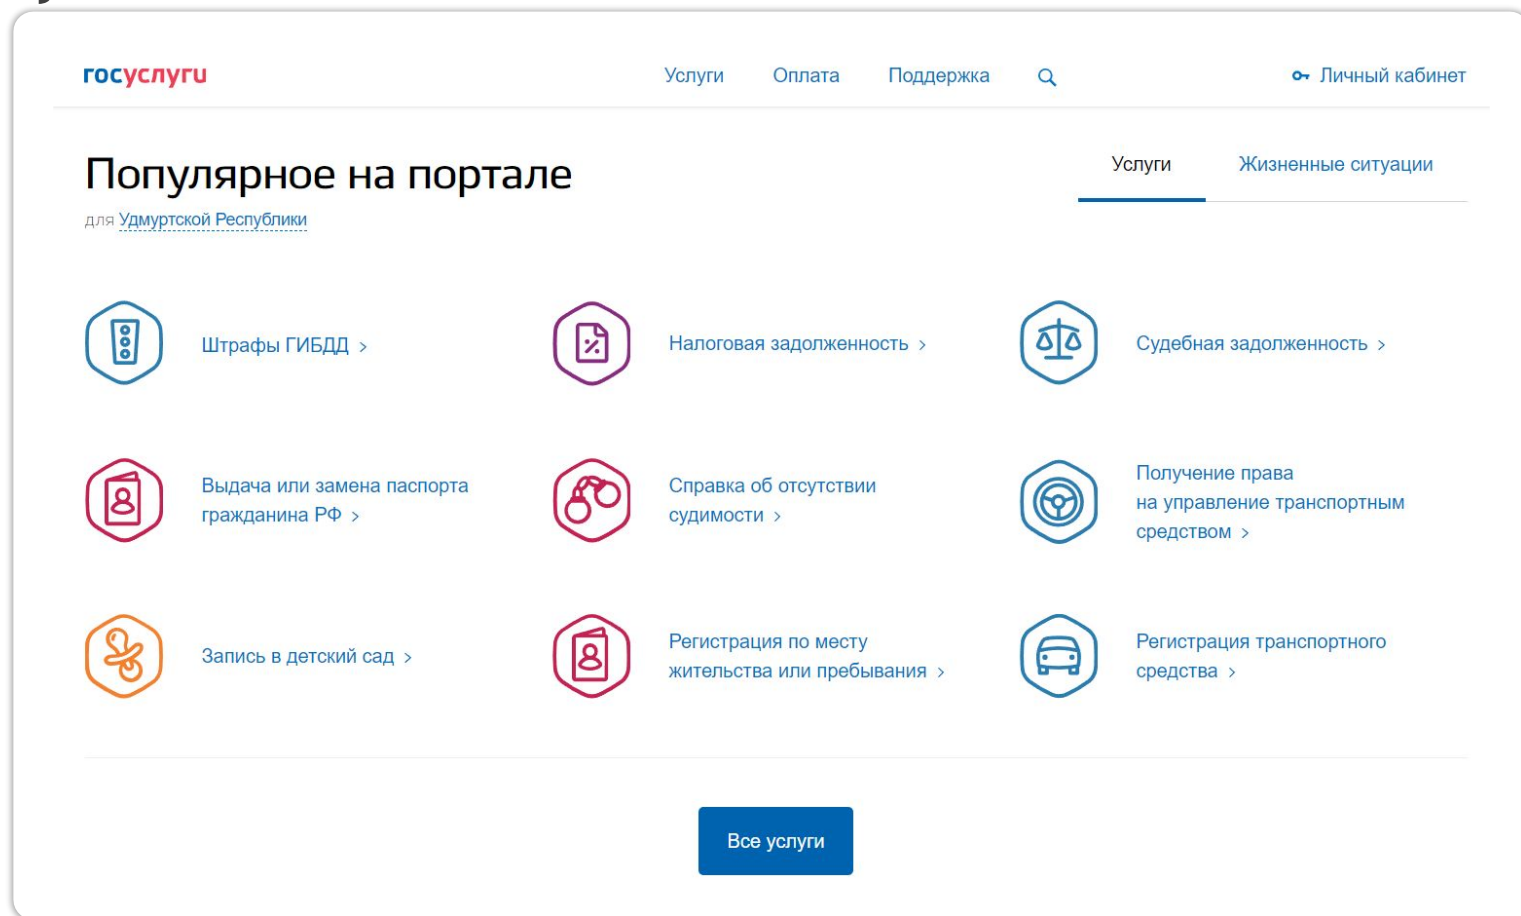 госуслуги
Услуги
Оплата
Поддержка
Личный кабинет
Популярное на портале
для Удмуртской Республики
Услуги
Жизненные ситуации
Штрафы ГИБДД >
Налоговая задолженность >
Судебная задолженность >
Выдача или замена паспорта
гражданина РФ >
Справка об отсутствии
судимости >
Получение права
на управление транспортным
средством >
Запись в детский сад >
Регистрация по месту
жительства или пребывания >
Регистрация транспортного
средства >
Все услуги